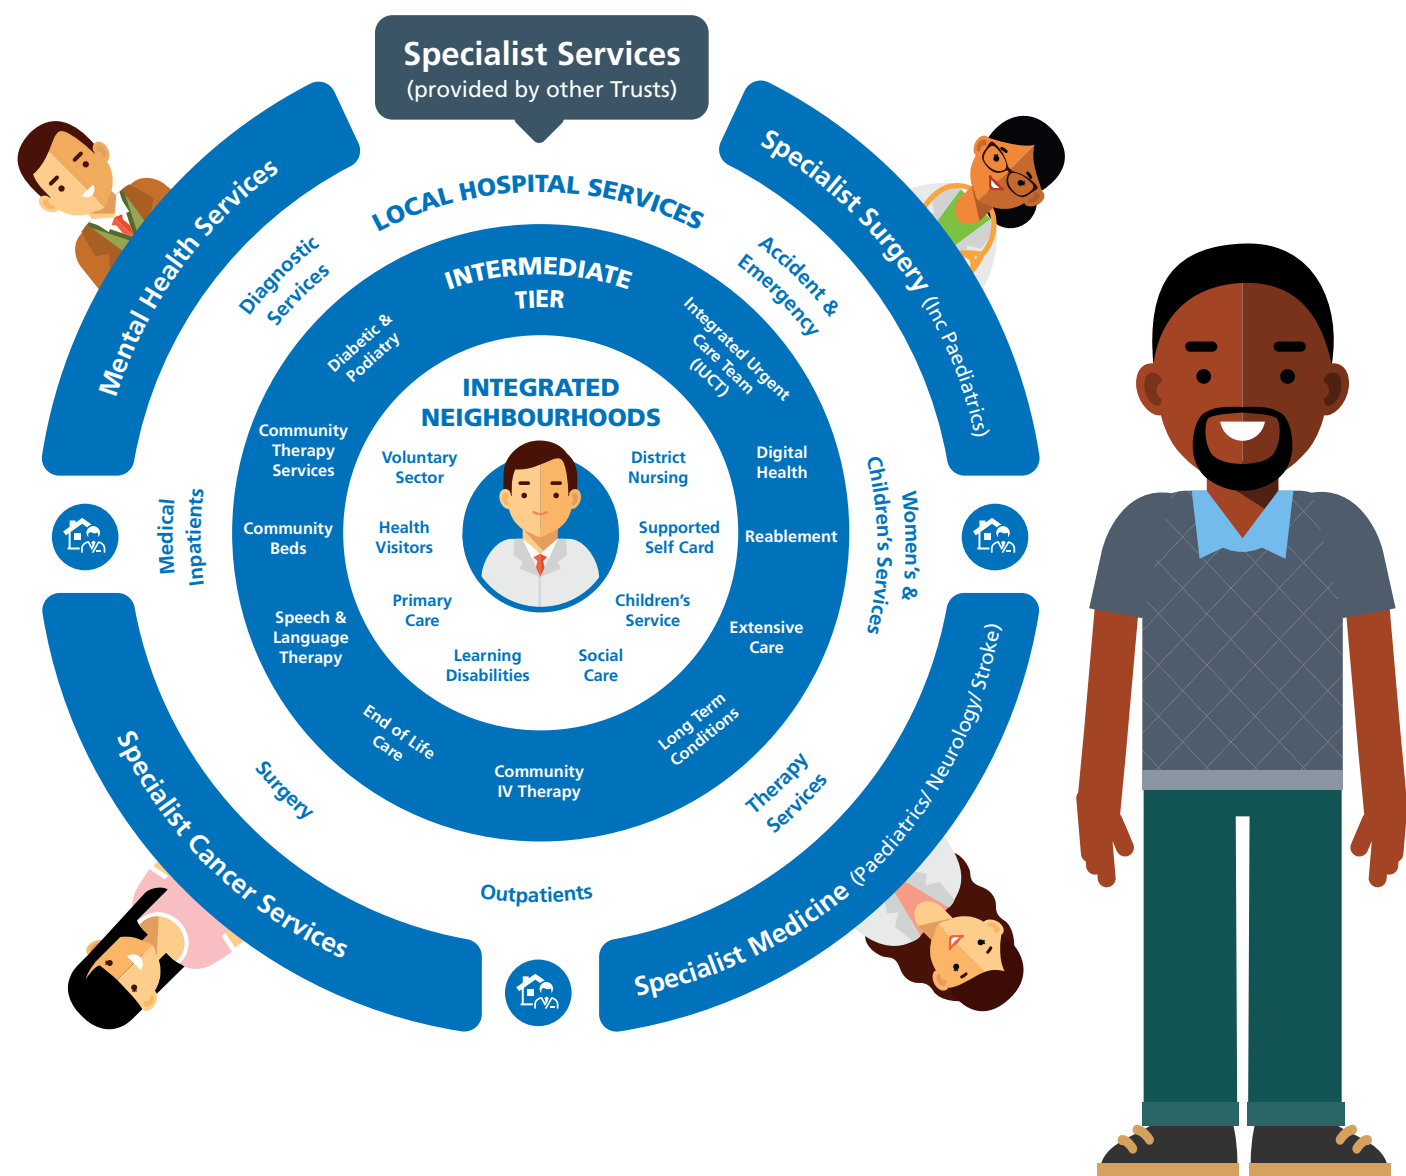 Specialist Services
(provided by other Trusts)
Mental Health Services
Specialist Surgery (Inc Paediatrics)
Specialist Cancer Services
Specialist Medicine (Paediatrics/ Neurology/ Stroke)
LOCAL HOSPITAL SERVICES
Diagnostic
Services
Accident &
Emergency
Medical
Inpatients
Women's &
Children's Services
Surgery
Therapy
Services
Outpatients
INTERMEDIATE
TIER
Diabetic &
Podiatry
Integrated Urgent
Care Team
(IUCT)
Community
Therapy
Services
Digital
Health
Community
Beds
Reablement
Speech &
Language
Therapy
Extensive
Care
End of Life
Care
Long Term
Conditions
Community
IV Therapy
INTEGRATED
NEIGHBOURHOODS
Voluntary
Sector
District
Nursing
Health
Visitors
Supported
Self Card
Primary
Care
Children's
Service
Learning
Disabilities
Social
Care